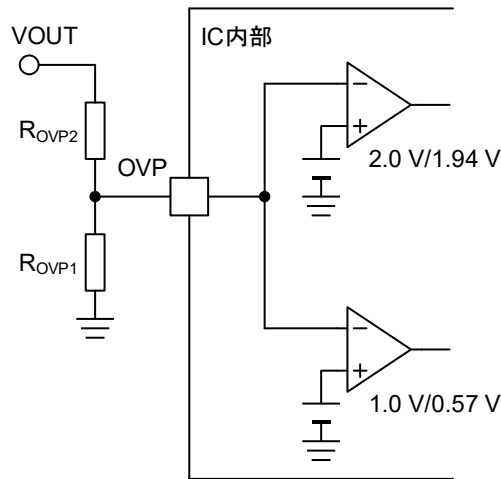 VOUT
IC内部
ROVP2
OVP
2.0 V/1.94 V
ROVP1
1.0 V/0.57 V